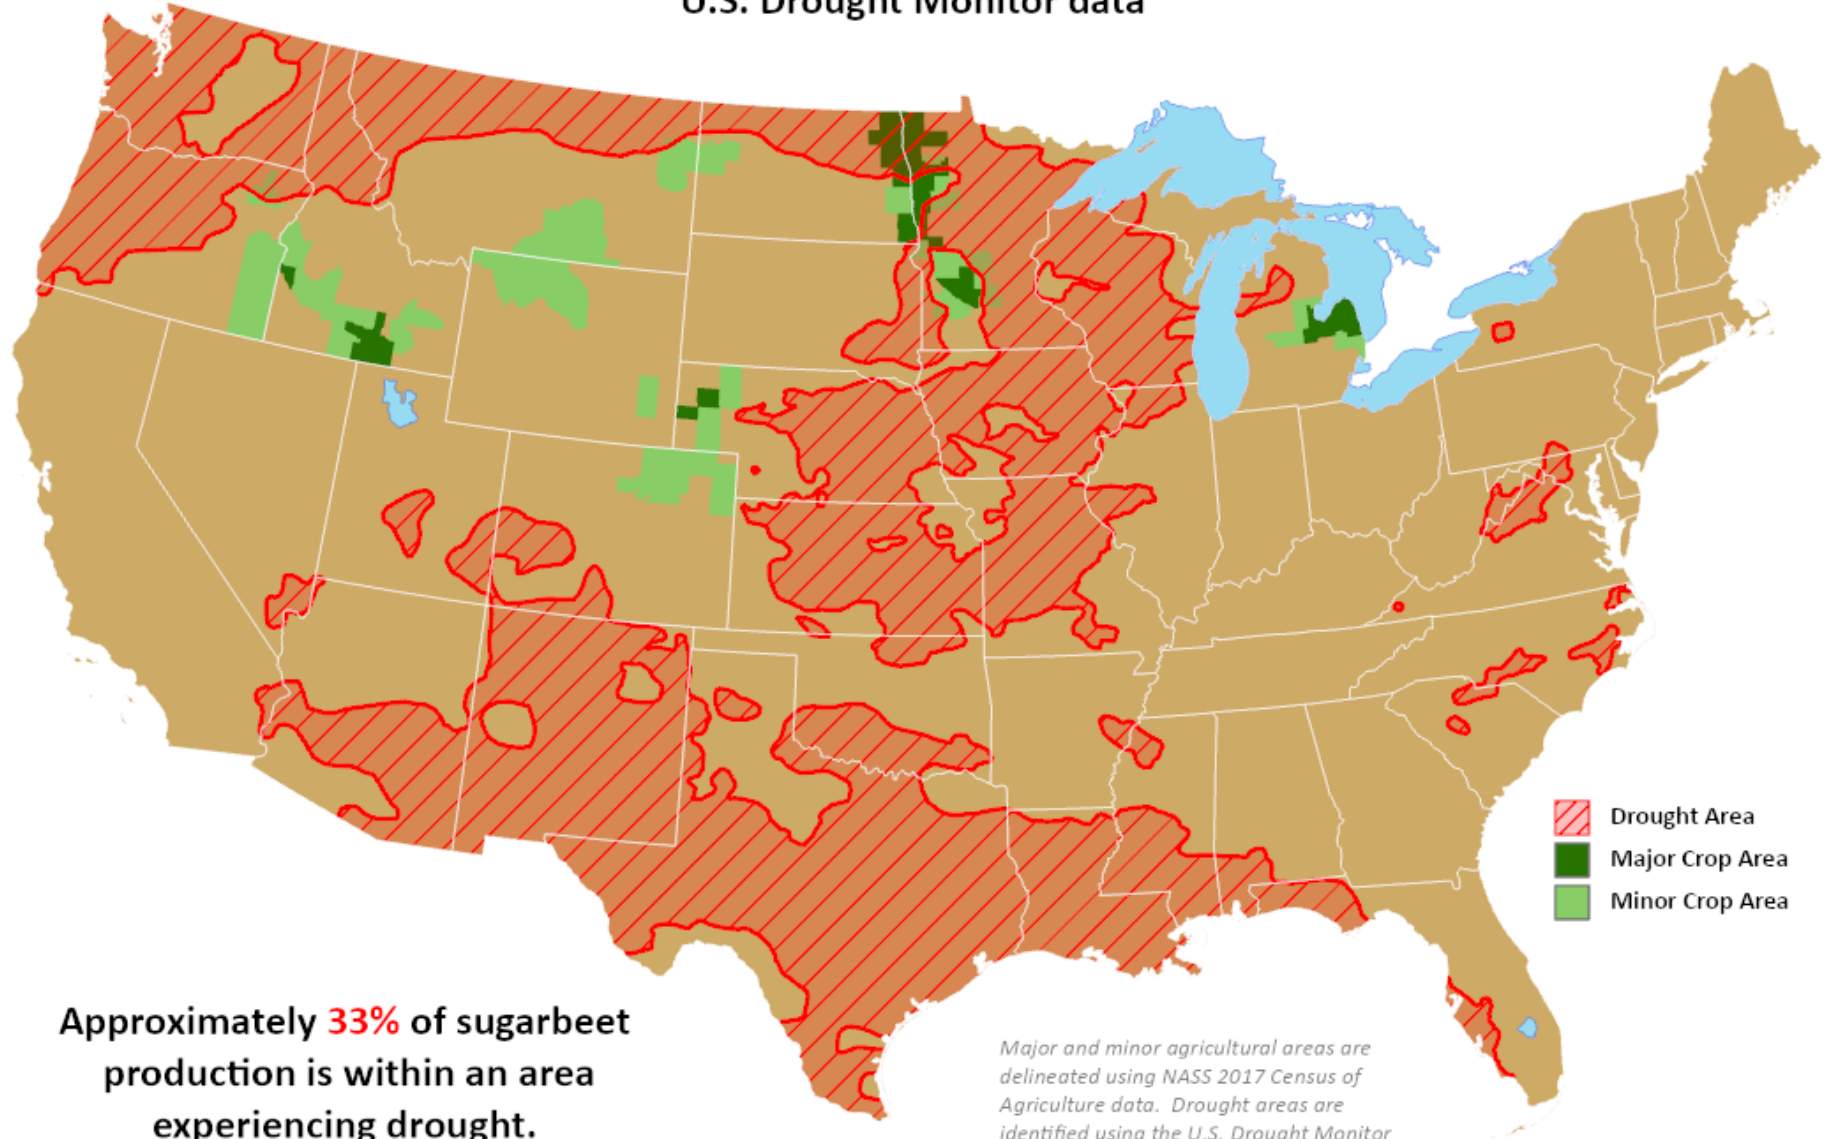 U.S. Drought Monitor data
Drought Area
Major Crop Area
Minor Crop Area
Approximately 33% of sugarbeet
production is within an area
experiencing drought.
Major and minor agricultural areas are
delineated using NASS 2017 Census of
Agriculture data. Drought areas are
identified using the U.S. Drought Monitor